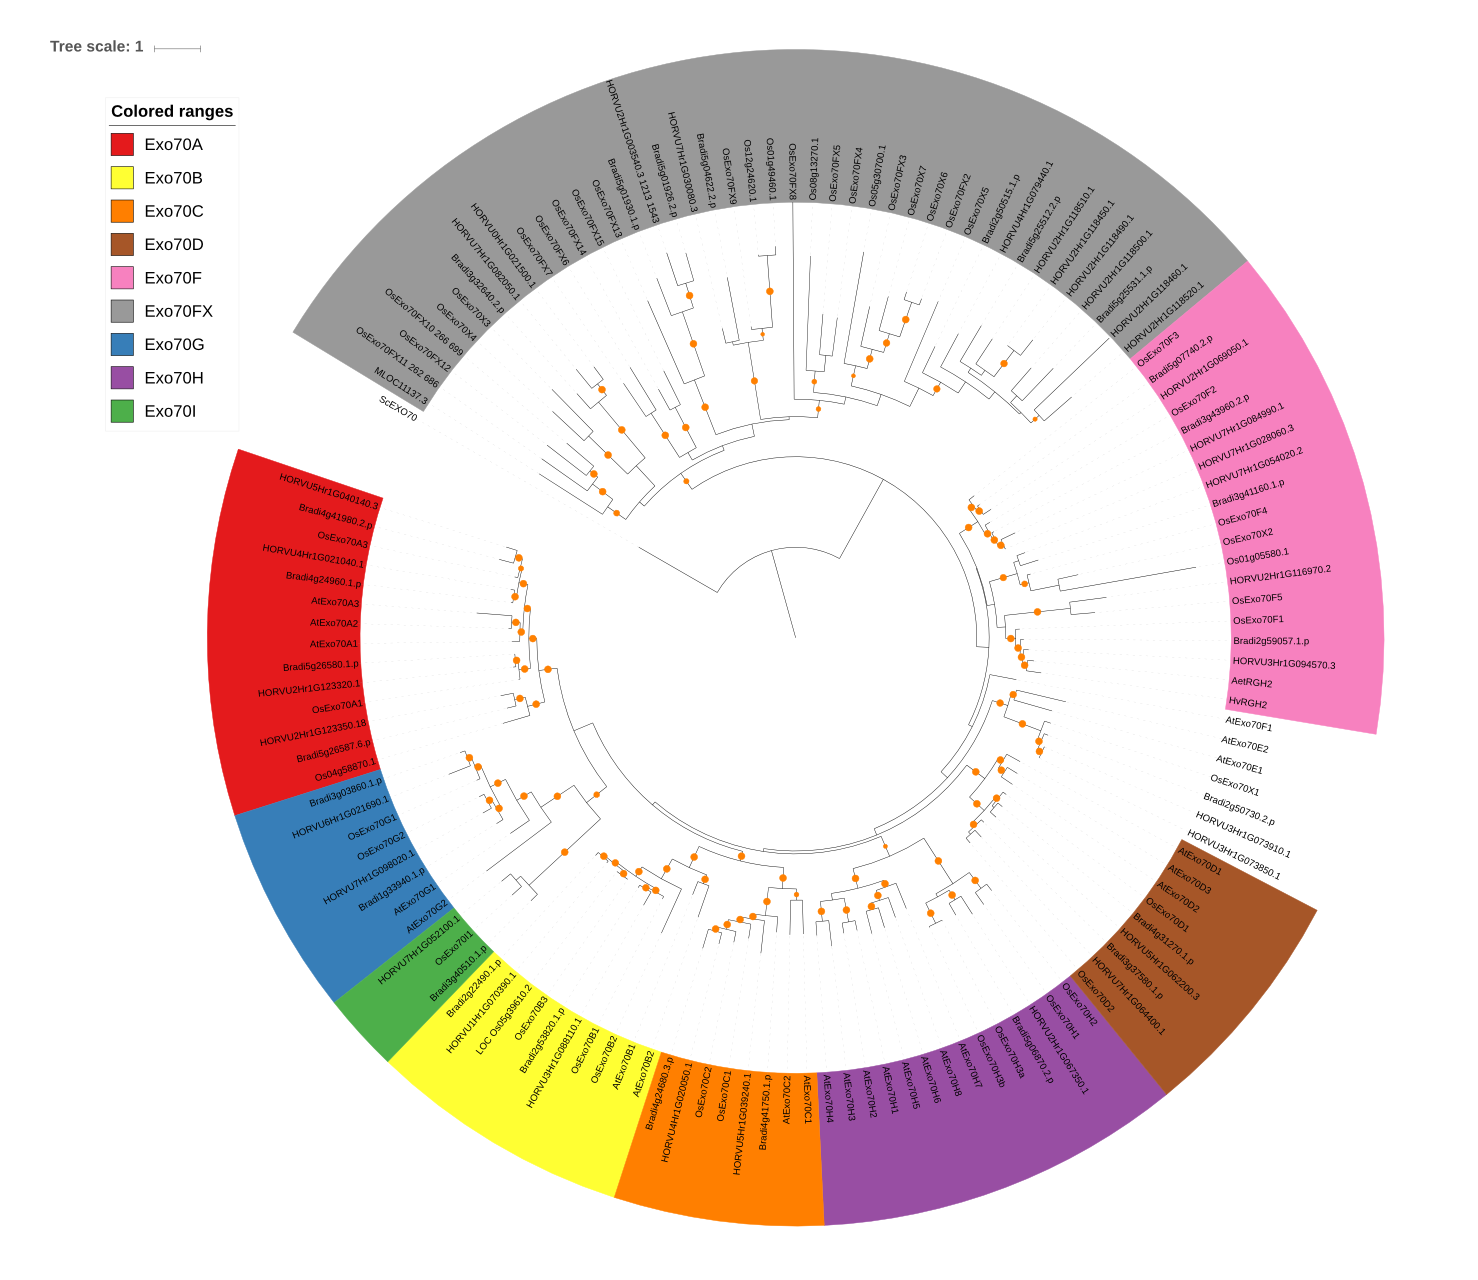 Tree scale: 1
Colored ranges
Exo70A
Exo70B
Exo70C
Exo70D
Exo70F
Exo70FX
Exo70G
Exo70H
Exo70I
ScEXO70
MLOC11137.3
OsExo70FX11 262 686
OsExo70FX12
OsExo70FX10 266 699
OsExo70X4
OsExo70X3
Bradi3g32640.2.p
HORVU7Hr1G082050.1
HORVU0Hr1G021500.1
OsExo70FX7
OsExo70FX6
OsExo70FX14
OsExo70FX15
OsExo70FX13
Bradi5g01930.1.p
HORVU2Hr1G003540.3 1213 1543
Bradi5g01926.2.p
HORVU7Hr1G030080.3
Bradi5g04622.2.p
OsExo70FX9
Os12g24620.1
Os01g49460.1
OsExo70FX8
Os08g13270.1
OsExo70FX5
OsExo70FX4
Os05g30700.1
OsExo70FX3
OsExo70X7
OsExo70X6
OsExo70FX2
OsExo70X5
Bradi2g50515.1.p
HORVU4Hr1G079440.1
Bradi5g25512.2.p
HORVU2Hr1G118510.1
HORVU2Hr1G118450.1
HORVU2Hr1G118490.1
HORVU2Hr1G118500.1
Bradi5g25531.1.p
HORVU2Hr1G118460.1
HORVU2Hr1G118520.1
OsExo70F3
Bradi5g07740.2.p
HORVU2Hr1G069050.1
OsExo70F2
Bradi3g43960.2.p
HORVU7Hr1G084990.1
HORVU7Hr1G028060.3
HORVU7Hr1G054020.2
Bradi3g41160.1.p
OsExo70F4
OsExo70X2
Os01g05580.1
HORVU2Hr1G116970.2
OsExo70F5
OsExo70F1
Bradi2g59057.1.p
HORVU3Hr1G094570.3
AetRGH2
HvRGH2
AtExo70F1
AtExo70E2
AtExo70E1
OsExo70X1
Bradi2g50730.2.p
HORVU3Hr1G073910.1
HORVU3Hr1G073850.1
AtExo70D1
AtExo70D3
AtExo70D2
OsExo70D1
Bradi4g31270.1.p
HORVU5Hr1G062200.3
Bradi3g37580.1.p
HORVU7Hr1G064400.1
OsExo70D2
OsExo70H2
OsExo70H1
HORVU2Hr1G067350.1
Bradi5g06870.2.p
OsExo70H3a
OsExo70H3b
AtExo70H7
AtExo70H8
AtExo70H6
AtExo70H5
AtExo70H1
AtExo70H2
AtExo70H3
AtExo70H4
AtExo70C1
AtExo70C2
Bradi4g41750.1.p
HORVU5Hr1G039240.1
OsExo70C1
OsExo70C2
HORVU4Hr1G020050.1
Bradi4g24680.3.p
AtExo70B2
AtExo70B1
OsExo70B2
OsExo70B1
HORVU3Hr1G088110.1
Bradi2g53820.1.p
OsExo70B3
LOC Os05g39610.2
HORVU1Hr1G070390.1
Bradi2g22490.1.p
Bradi3g40510.1.p
OsExo70I1
HORVU7Hr1G052100.1
AtExo70G2
AtExo70G1
Bradi1g33940.1.p
HORVU7Hr1G098020.1
OsExo70G2
OsExo70G1
HORVU6Hr1G021690.1
Bradi3g03860.1.p
Os04g58870.1
Bradi5g26587.6.p
HORVU2Hr1G123350.18
OsExo70A1
HORVU2Hr1G123320.1
Bradi5g26580.1.p
AtExo70A1
AtExo70A2
AtExo70A3
Bradi4g24960.1.p
HORVU4Hr1G021040.1
OsExo70A3
Bradi4g41980.2.p
HORVU5Hr1G040140.3